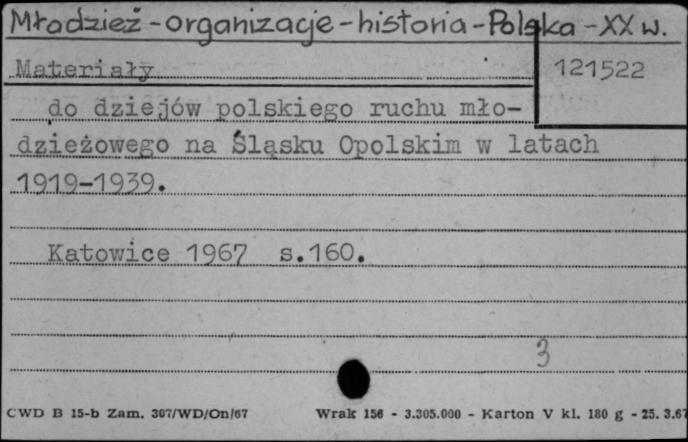 Młodzież - organizacje - historia - Polska - XX w.
Materiały
121522
do dziejów polskiego ruchu mło-
dzieżowego na Śląsku Opolskim w latach
1919-1939.
Katowice 1967 s.160.
3
CWD B 15-b Zam. 307/WD/On/67 Wrak 156 - 3.305.000 - Karton V kl. 180 g - 25. 3.67